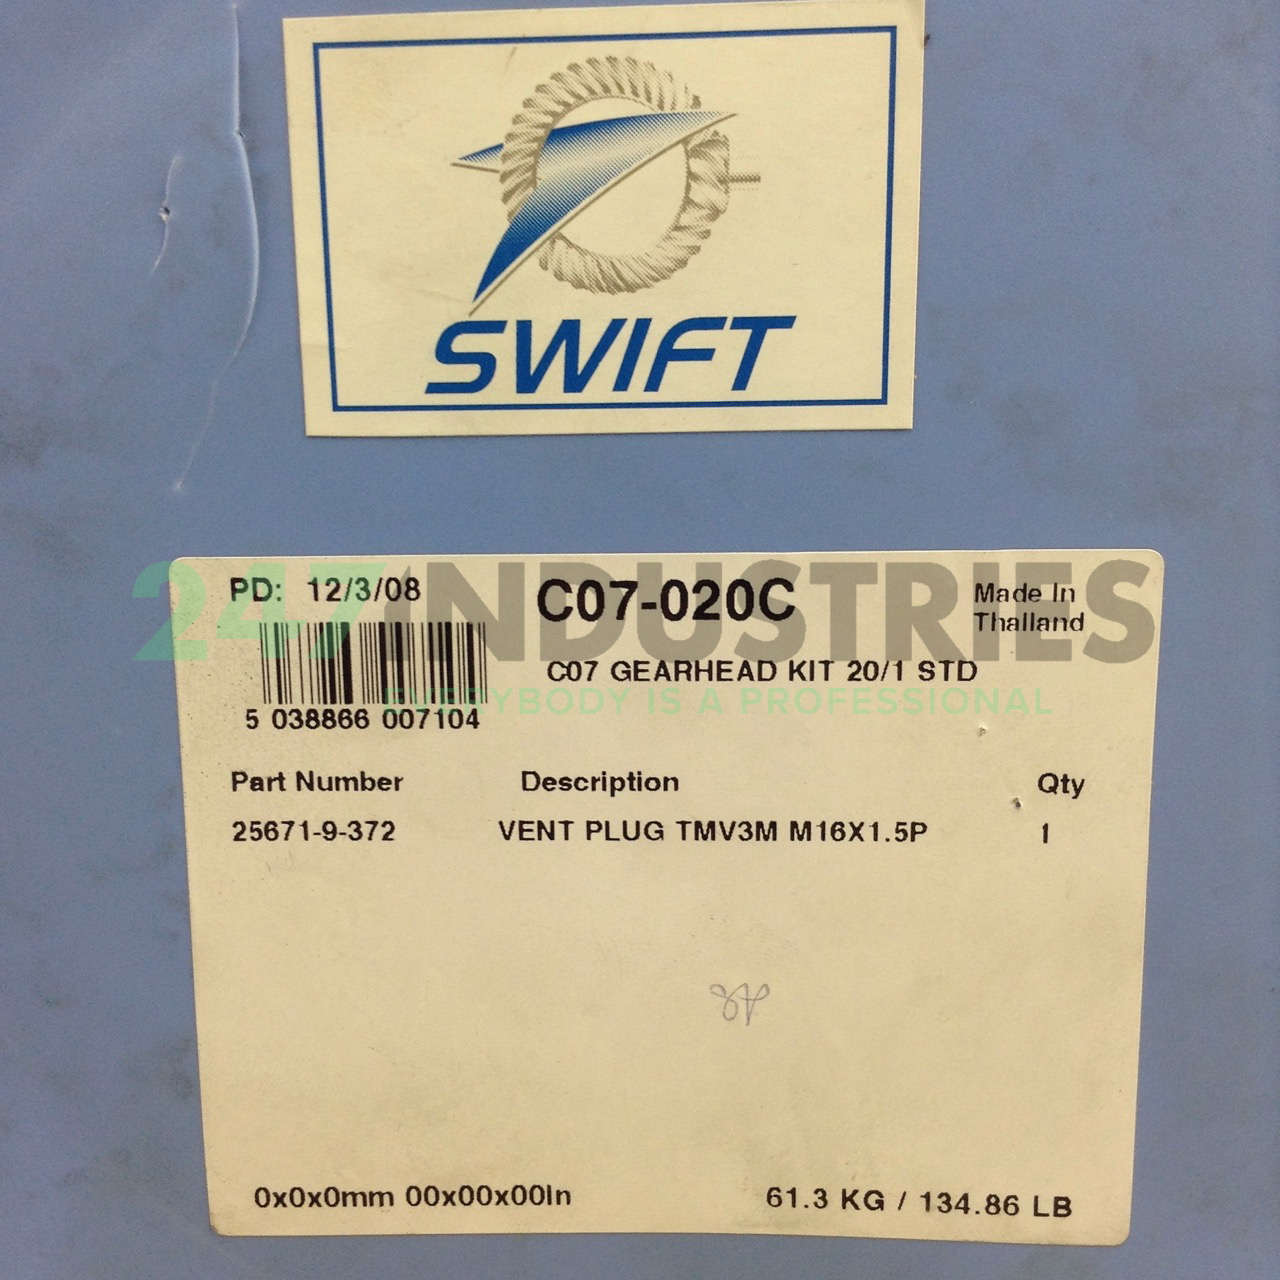 SWIFT
PD: 12/3/08
C07-020C
Made In
Thailand
247 INDUSTRIES
C07 GEARHEAD KIT 20/1 STD
EVERYBODY IS A PROFESSIONAL
5 038866 007104
Part Number Description Qty
25671-9-372 VENT PLUG TMV3M M16X1.5P 1
0x0x0mm 00x00x00In 61.3 KG / 134.86 LB